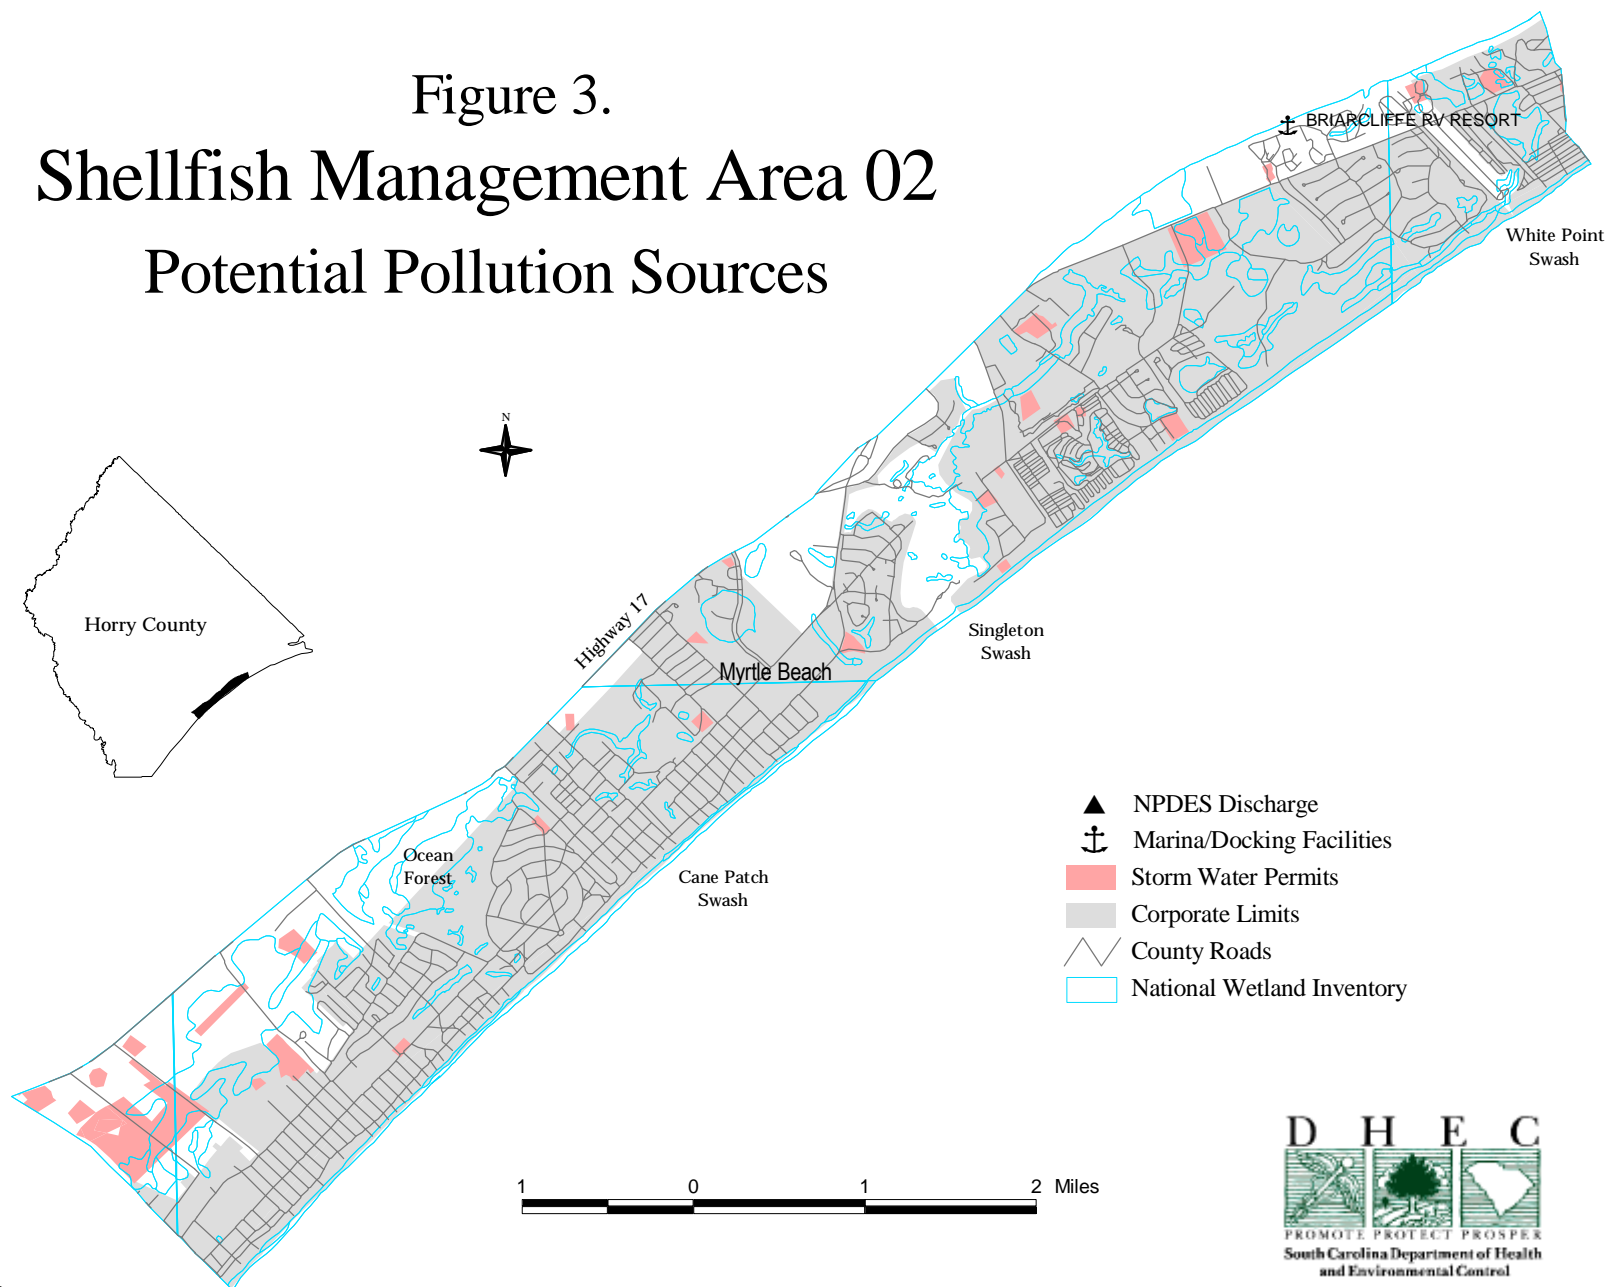 Figure 3.
Shellfish Management Area 02
Potential Pollution Sources
BRIARCLIFFE RV RESORT
White Point
Swash
N
Horry County
Highway 17
Singleton
Swash
Myrtle Beach
Ocean
Forest
Cane Patch
Swash
NPDES Discharge
Marina/Docking Facilities
Storm Water Permits
Corporate Limits
County Roads
National Wetland Inventory
1 0 1 2 Miles
D H E C
PROMOTE PROTECT PROSPER
South Carolina Department of Health
and Environmental Control